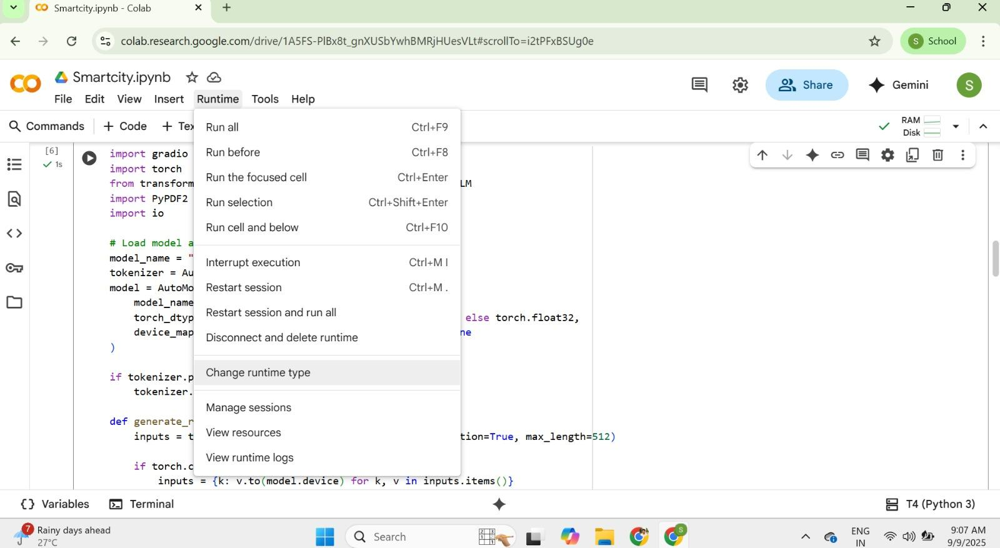 Smartcity.ipynb - Colab
colab.research.google.com/drive/1A5FS-PlBx8t_gnXUSbYwhBMRjHUesVLt#scrollTo=i2tPFxBSUg0e
S School
Smartcity.ipynb
File Edit View Insert Runtime Tools Help
Share
Gemini
S
Commands + Code + Tex
RAM
Disk
Run all Ctrl+F9
Run before Ctrl+F8
Run the focused cell Ctrl+Enter
Run selection Ctrl+Shift+Enter
Run cell and below Ctrl+F10
Interrupt execution Ctrl+M I
Restart session Ctrl+M .
Restart session and run all
Disconnect and delete runtime
Change runtime type
Manage sessions
View resources
View runtime logs
[6]
1s
import gradio
import torch
from transform LM
import PyPDF2
import io
# Load model a
model_name = "
tokenizer = Au
model = AutoMo
model_name
torch_dtyp else torch.float32,
device_map ne
)
if tokenizer.p
tokenizer.
def generate_r
inputs = t tion=True, max_length=512)
if torch.c
inputs = {k: v.to(model.device) for k, v in inputs.items()}
{} Variables Terminal
T4 (Python 3)
7
Rainy days ahead
27°C
Search
S
ENG
IN
9:07 AM
9/9/2025